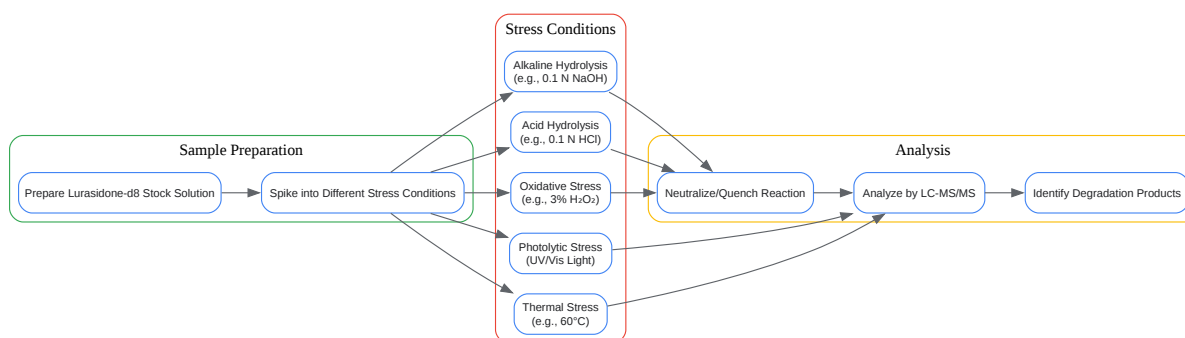 Stress Conditions
Alkaline Hydrolysis
(e.g., 0.1 N NaOH)
Acid Hydrolysis
(e.g., 0.1 N HCl)
Sample Preparation
Analysis
Prepare Lurasidone-d8 Stock Solution
Spike into Different Stress Conditions
Oxidative Stress
(e.g., 3% H₂O₂)
Neutralize/Quench Reaction
Analyze by LC-MS/MS
Identify Degradation Products
Photolytic Stress
(UV/Vis Light)
Thermal Stress
(e.g., 60°C)